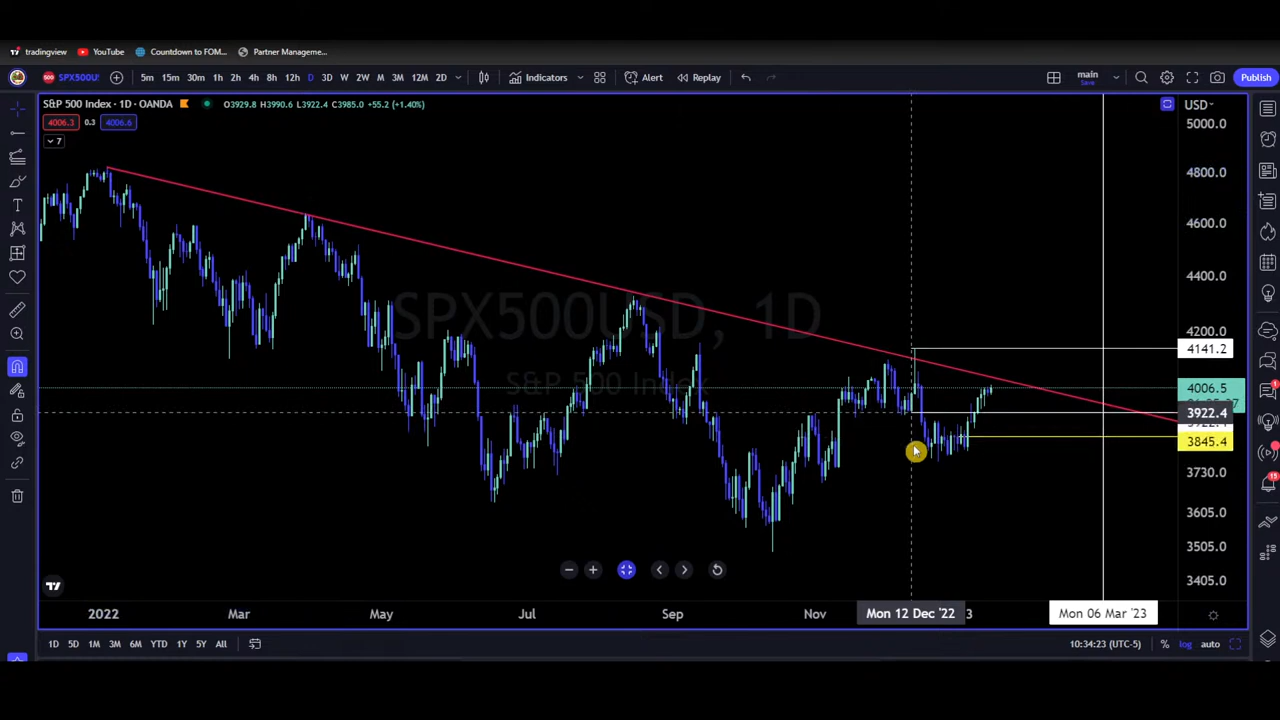 tradingview YouTube Countdown to FOM... Partner Manageme...
SPX500U! 5m 15m 30m 1h 2h 4h 8h 12h D 3D W 2W M 3M 12M 2D Indicators Alert Replay main Save Publish
S&P 500 Index · 1D · OANDA O3929.8 H3990.6 L3922.4 C3985.0 +55.2 (+1.40%)
USD
4006.3 0.3 4006.6
7
5000.0
4800.0
4600.0
4400.0
4200.0
SPX500USD, 1D
S&P 500 Index
4141.2
4006.5
3922.4
3845.4
3730.0
3605.0
3505.0
3405.0
1
15
2022 Mar May Jul Sep Nov Mon 12 Dec '22 3 Mon 06 Mar '23
1D 5D 1M 3M 6M YTD 1Y 5Y All 10:34:23 (UTC-5) % log auto